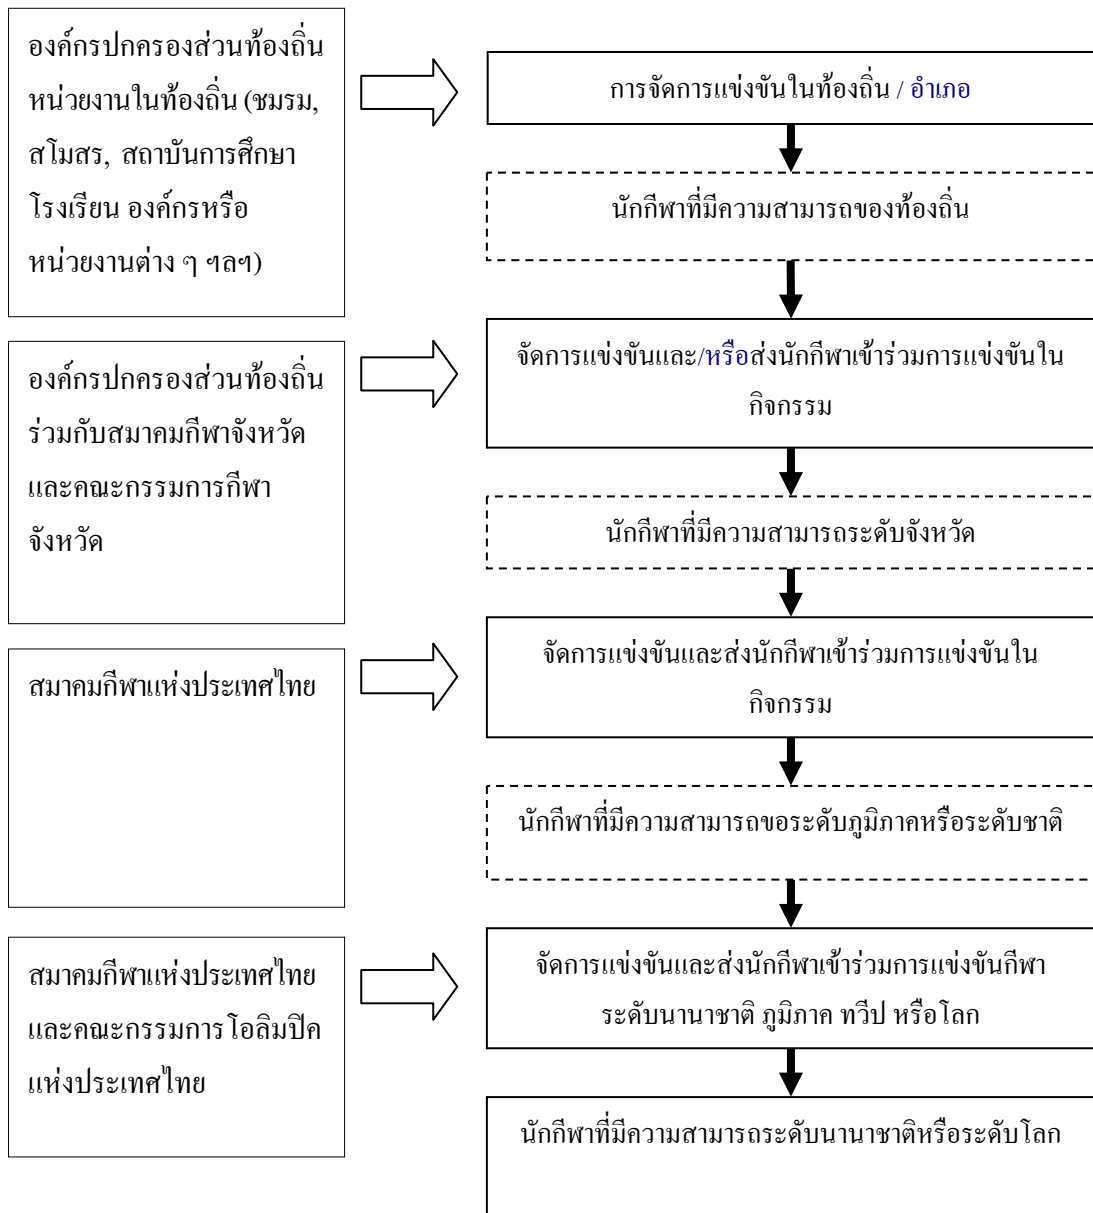 องค์กรปกครองส่วนท้องถิ่น
หน่วยงานในท้องถิ่น (ชมรม,
สโมสร, สถาบันการศึกษา
โรงเรียน องค์กรหรือ
หน่วยงานต่าง ๆ ฯลฯ)
การจัดการแข่งขันในท้องถิ่น / อำเภอ
นักกีฬาที่มีความสามารถของท้องถิ่น
องค์กรปกครองส่วนท้องถิ่น
ร่วมกับสมาคมกีฬาจังหวัด
และคณะกรรมการกีฬา
จังหวัด
จัดการแข่งขันและ/หรือส่งนักกีฬาเข้าร่วมการแข่งขันใน
กิจกรรม
นักกีฬาที่มีความสามารถระดับจังหวัด
สมาคมกีฬาแห่งประเทศไทย
จัดการแข่งขันและส่งนักกีฬาเข้าร่วมการแข่งขันใน
กิจกรรม
นักกีฬาที่มีความสามารถขอระดับภูมิภาคหรือระดับชาติ
สมาคมกีฬาแห่งประเทศไทย
และคณะกรรมการโอลิมปิค
แห่งประเทศไทย
จัดการแข่งขันและส่งนักกีฬาเข้าร่วมการแข่งขันกีฬา
ระดับนานาชาติ ภูมิภาค ทวีป หรือโลก
นักกีฬาที่มีความสามารถระดับนานาชาติหรือระดับโลก